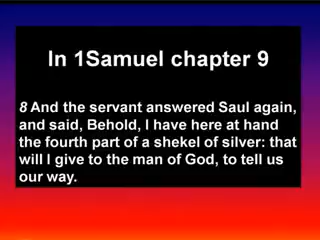 In 1Samuel chapter 9
8 And the servant answered Saul again,
and said, Behold, I have here at hand
the fourth part of a shekel of silver: that
will I give to the man of God, to tell us
our way.